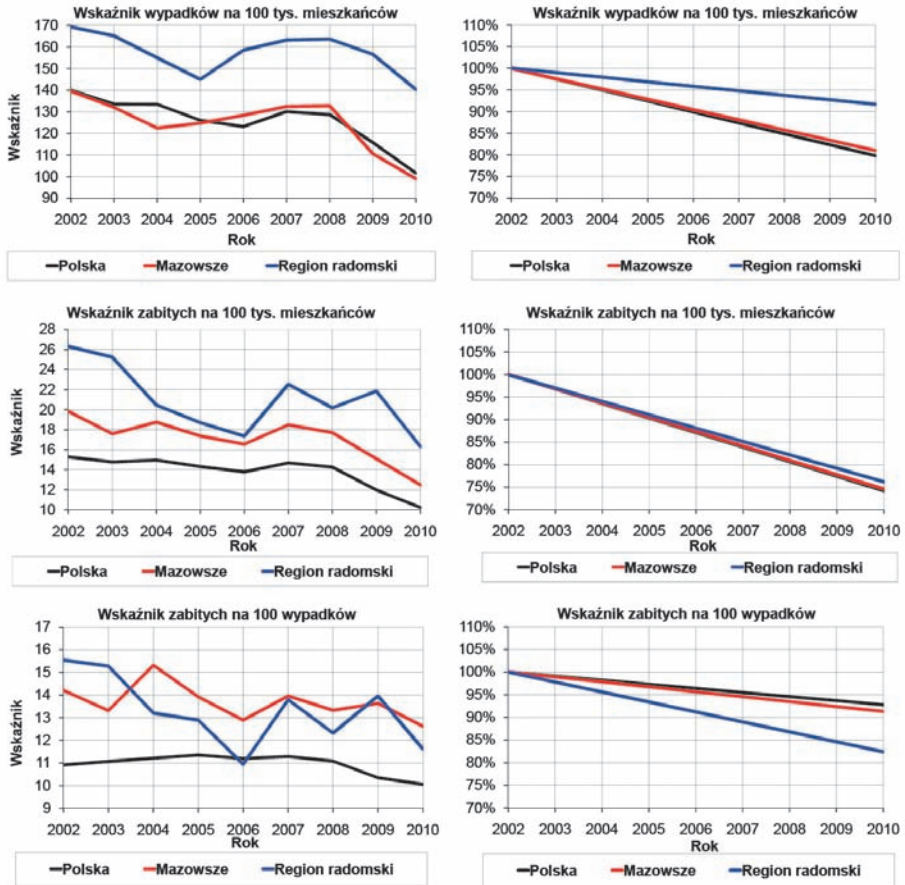 Wskaźnik wypadków na 100 tys. mieszkańców
170
160
150
140
130
120
110
100
90
Wskaźnik
2002 2003 2004 2005 2006 2007 2008 2009 2010
Rok
Polska Mazowsze Region radomski
Wskaźnik wypadków na 100 tys. mieszkańców
110%
105%
100%
95%
90%
85%
80%
75%
70%
2002 2003 2004 2005 2006 2007 2008 2009 2010
Rok
Polska Mazowsze Region radomski
Wskaźnik zabitych na 100 tys. mieszkańców
28
26
24
22
20
18
16
14
12
10
Wskaźnik
2002 2003 2004 2005 2006 2007 2008 2009 2010
Rok
Polska Mazowsze Region radomski
Wskaźnik zabitych na 100 tys. mieszkańców
110%
105%
100%
95%
90%
85%
80%
75%
70%
2002 2003 2004 2005 2006 2007 2008 2009 2010
Rok
Polska Mazowsze Region radomski
Wskaźnik zabitych na 100 wypadków
17
16
15
14
13
12
11
10
9
Wskaźnik
2002 2003 2004 2005 2006 2007 2008 2009 2010
Rok
Polska Mazowsze Region radomski
Wskaźnik zabitych na 100 wypadków
110%
105%
100%
95%
90%
85%
80%
75%
70%
2002 2003 2004 2005 2006 2007 2008 2009 2010
Rok
Polska Mazowsze Region radomski